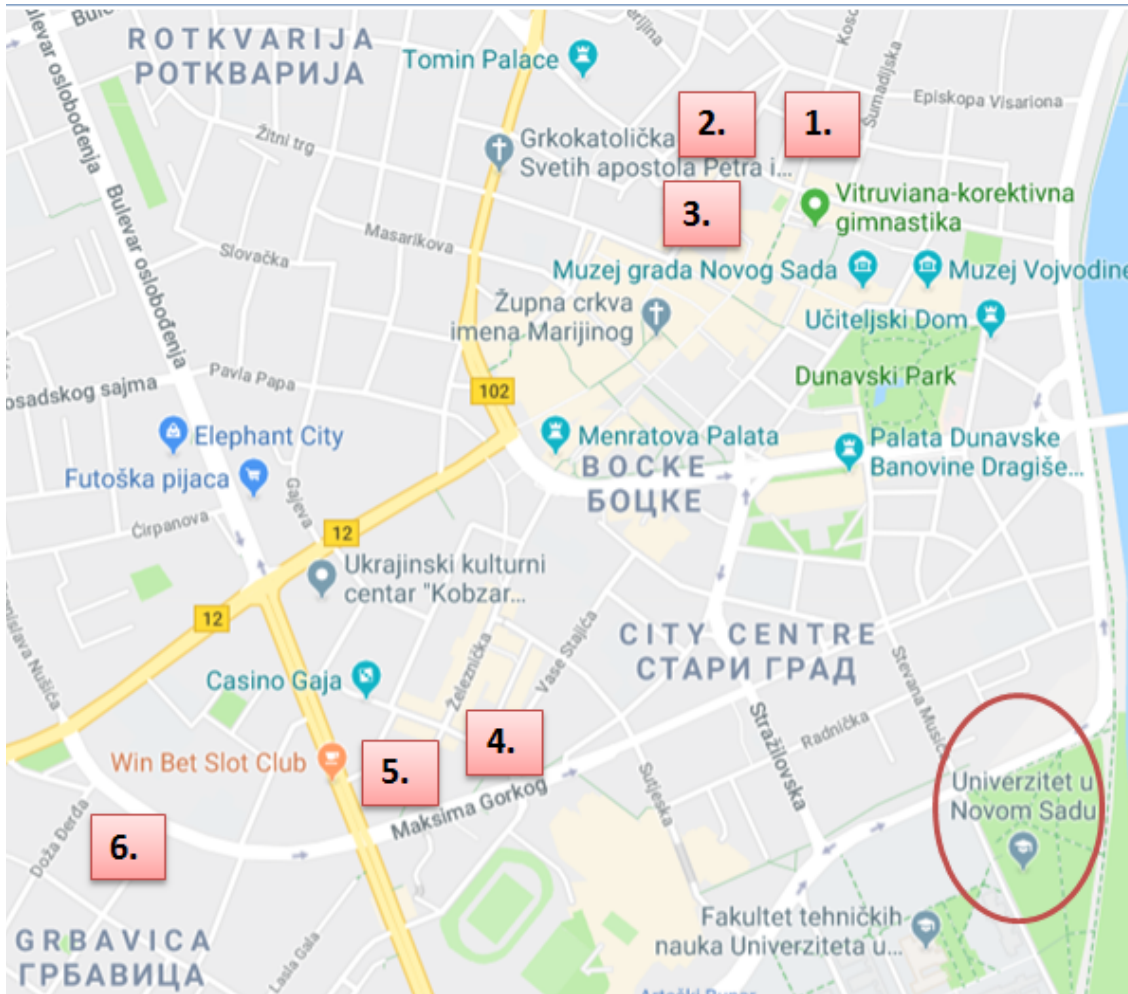 Bul
ROTKVARIJA
РОТКВАРИЈА
Bulevar oslobođenja
Tomin Palace
Šumadijska
Episkopa Visariona
2.
1.
Žitni trg
Grkokatolička
Svetih apostola Petra i...
3.
Vitruviana-korektivna
gimnastika
Bulevar oslobođenja
Masarikova
Slovačka
Muzej grada Novog Sada
Muzej Vojvodine
Župna crkva
imena Marijinog
Učiteljski Dom
Dunavski Park
osadskog sajma
Pavla Papa
102
Elephant City
Menratova Palata
Palata Dunavske
Banovine Dragiše...
BOCKE
БОЦКЕ
Futoška pijaca
Gajeva
Ćirpanova
12
Ukrajinski kulturni
centar "Kobzar...
12
CITY CENTRE
СТАРИ ГРАД
Železnička
Vase Stajića
Stevana Musića
Casino Gaja
Stražilovska
Radnička
4.
5.
Win Bet Slot Club
Maksima Gorkog
Sutjeska
Univerzitet u
Novom Sadu
Doža Đerđa
6.
Fakultet tehničkih
nauka Univerziteta u...
GRBAVICA
ГРБАВИЦА
Lasla Gala